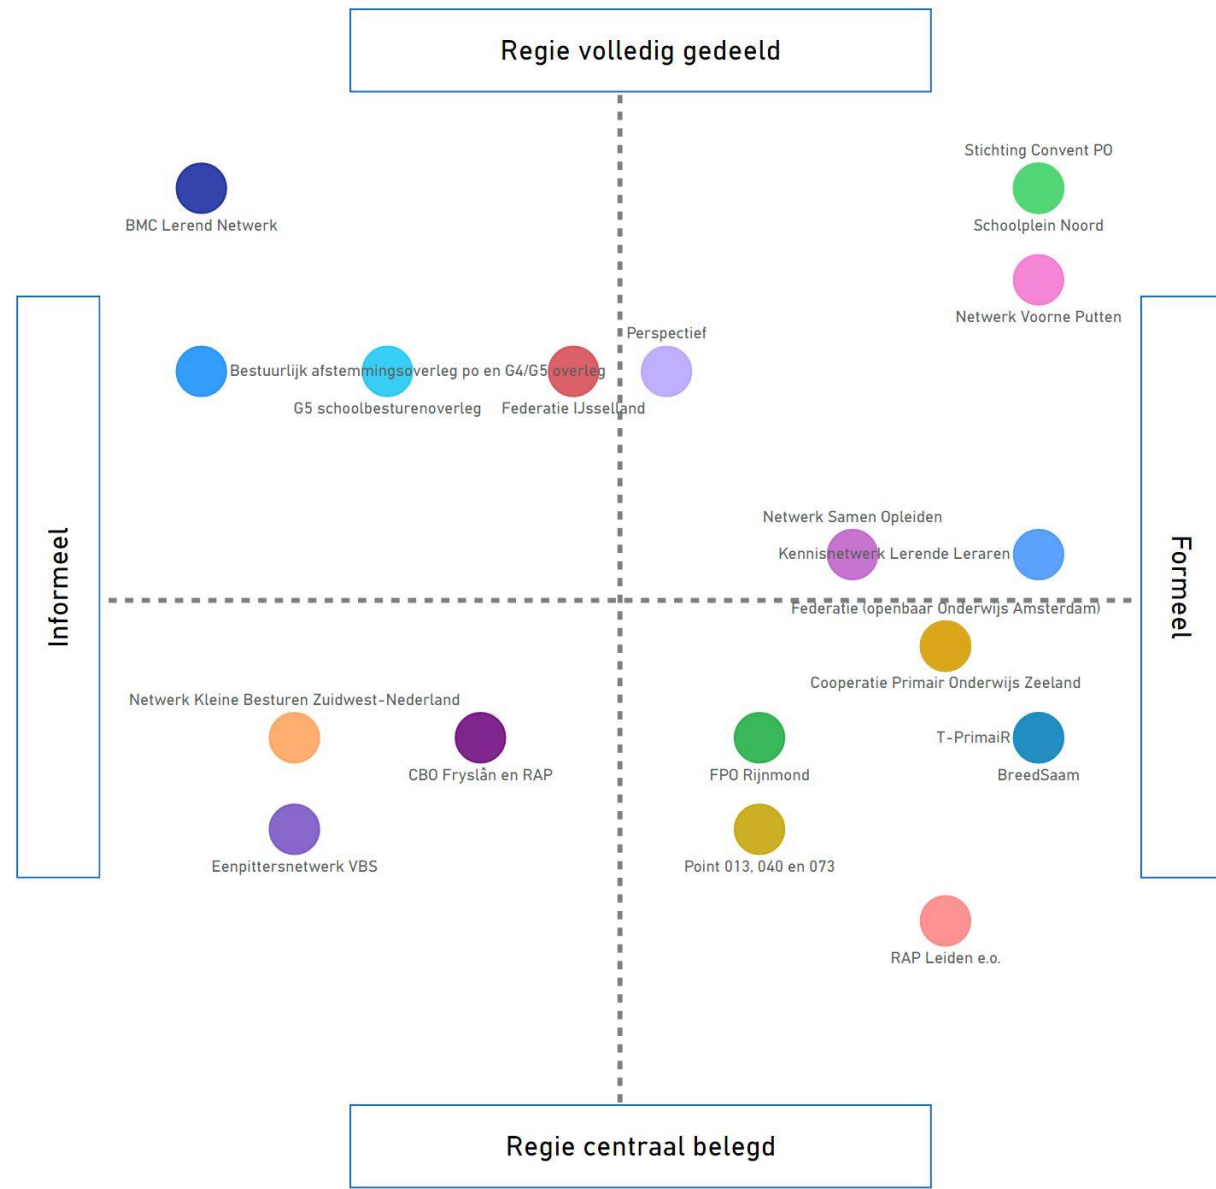 Regie volledig gedeeld
Stichting Convent PO
BMC Lerend Netwerk
Schoolplein Noord
Netwerk Voorne Putten
Perspectief
Bestuurlijk afstemmingsoverleg po en G4/G5 overleg
G5 schoolbesturenoverleg
Federatie IJsselland
Netwerk Samen Opleiden
Kennisnetwerk Lerende Leraren
Informeel
Formeel
Federatie (openbaar Onderwijs Amsterdam)
Cooperatie Primair Onderwijs Zeeland
Netwerk Kleine Besturen Zuidwest-Nederland
T-PrimaiR
CBO Fryslân en RAP
FPO Rijnmond
BreedSaam
Eenpittersnetwerk VBS
Point 013, 040 en 073
RAP Leiden e.o.
Regie centraal belegd